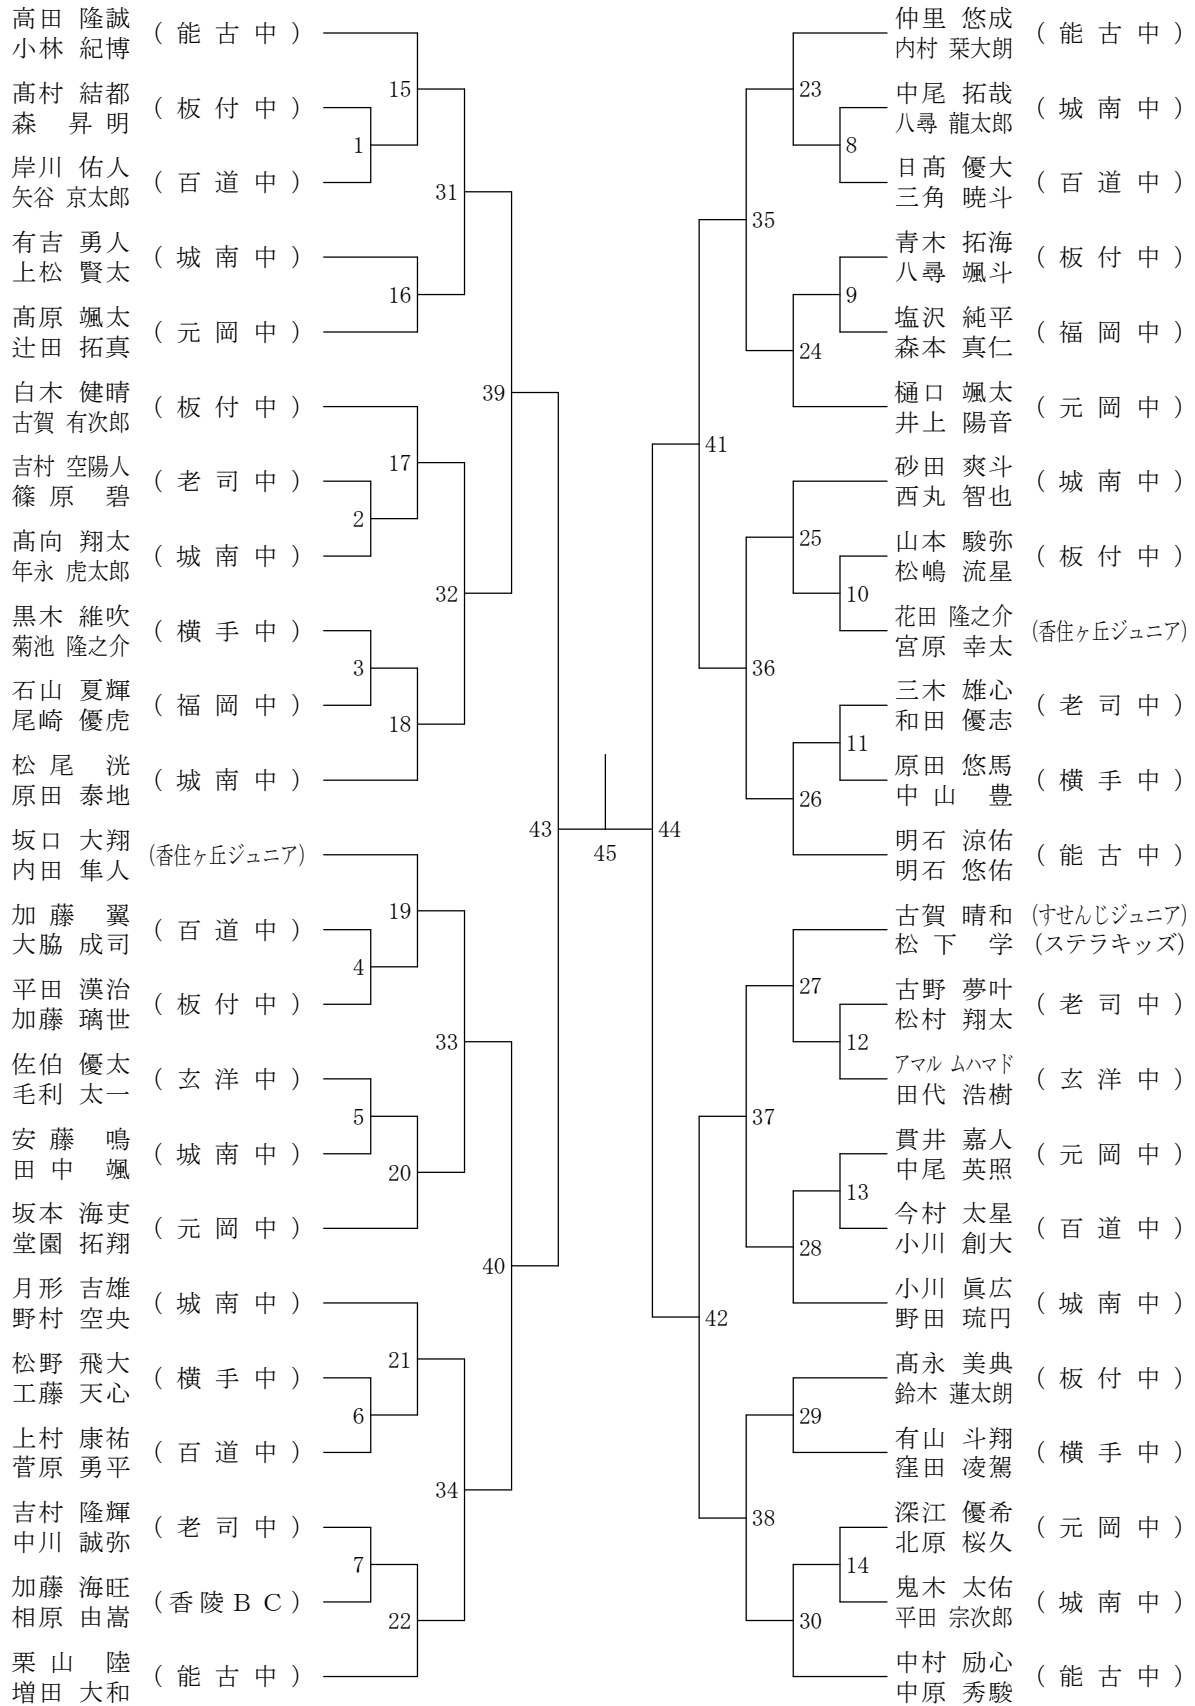 高田 隆誠
小林 紀博
( 能 古 中 )
髙村 結都
森 昇明
( 板 付 中 )
岸川 佑人
矢谷 京太郎
( 百 道 中 )
有吉 勇人
上松 賢太
( 城 南 中 )
髙原 颯太
辻田 拓真
( 元 岡 中 )
白木 健晴
古賀 有次郎
( 板 付 中 )
吉村 空陽人
篠原 碧
( 老 司 中 )
髙向 翔太
年永 虎太郎
( 城 南 中 )
黒木 維吹
菊池 隆之介
( 横 手 中 )
石山 夏輝
尾崎 優虎
( 福 岡 中 )
松尾 洸
原田 泰地
( 城 南 中 )
坂口 大翔
内田 隼人
(香住ヶ丘ジュニア)
加藤 翼
大脇 成司
( 百 道 中 )
平田 漢治
加藤 璃世
( 板 付 中 )
佐伯 優太
毛利 太一
( 玄 洋 中 )
安藤 鳴
田中 颯
( 城 南 中 )
坂本 海吏
堂園 拓翔
( 元 岡 中 )
月形 吉雄
野村 空央
( 城 南 中 )
松野 飛大
工藤 天心
( 横 手 中 )
上村 康祐
菅原 勇平
( 百 道 中 )
吉村 隆輝
中川 誠弥
( 老 司 中 )
加藤 海旺
相原 由嵩
(香 陵 B C )
栗山 陸
増田 大和
( 能 古 中 )
1
2
3
4
5
6
7
15
16
17
18
19
20
21
22
31
32
33
34
39
40
43
45
44
41
42
35
36
37
38
23
24
25
26
27
28
29
30
8
9
10
11
12
13
14
仲里 悠成
内村 栞大朗
( 能 古 中 )
中尾 拓哉
八尋 龍太郎
( 城 南 中 )
日髙 優大
三角 暁斗
( 百 道 中 )
青木 拓海
八尋 颯斗
( 板 付 中 )
塩沢 純平
森本 真仁
( 福 岡 中 )
樋口 颯太
井上 陽音
( 元 岡 中 )
砂田 爽斗
西丸 智也
( 城 南 中 )
山本 駿弥
松嶋 流星
( 板 付 中 )
花田 隆之介
宮原 幸太
(香住ヶ丘ジュニア)
三木 雄心
和田 優志
( 老 司 中 )
原田 悠馬
中山 豊
( 横 手 中 )
明石 涼佑
明石 悠佑
( 能 古 中 )
古賀 晴和 (すせんじジュニア)
松下 学 (ステラキッズ)
古野 夢叶
松村 翔太
( 老 司 中 )
アマル ムハマド
田代 浩樹
( 玄 洋 中 )
貫井 嘉人
中尾 英照
( 元 岡 中 )
今村 太星
小川 創大
( 百 道 中 )
小川 眞広
野田 琉円
( 城 南 中 )
髙永 美典
鈴木 蓮太朗
( 板 付 中 )
有山 斗翔
窪田 凌駕
( 横 手 中 )
深江 優希
北原 桜久
( 元 岡 中 )
鬼木 太佑
平田 宗次郎
( 城 南 中 )
中村 励心
中原 秀駿
( 能 古 中 )